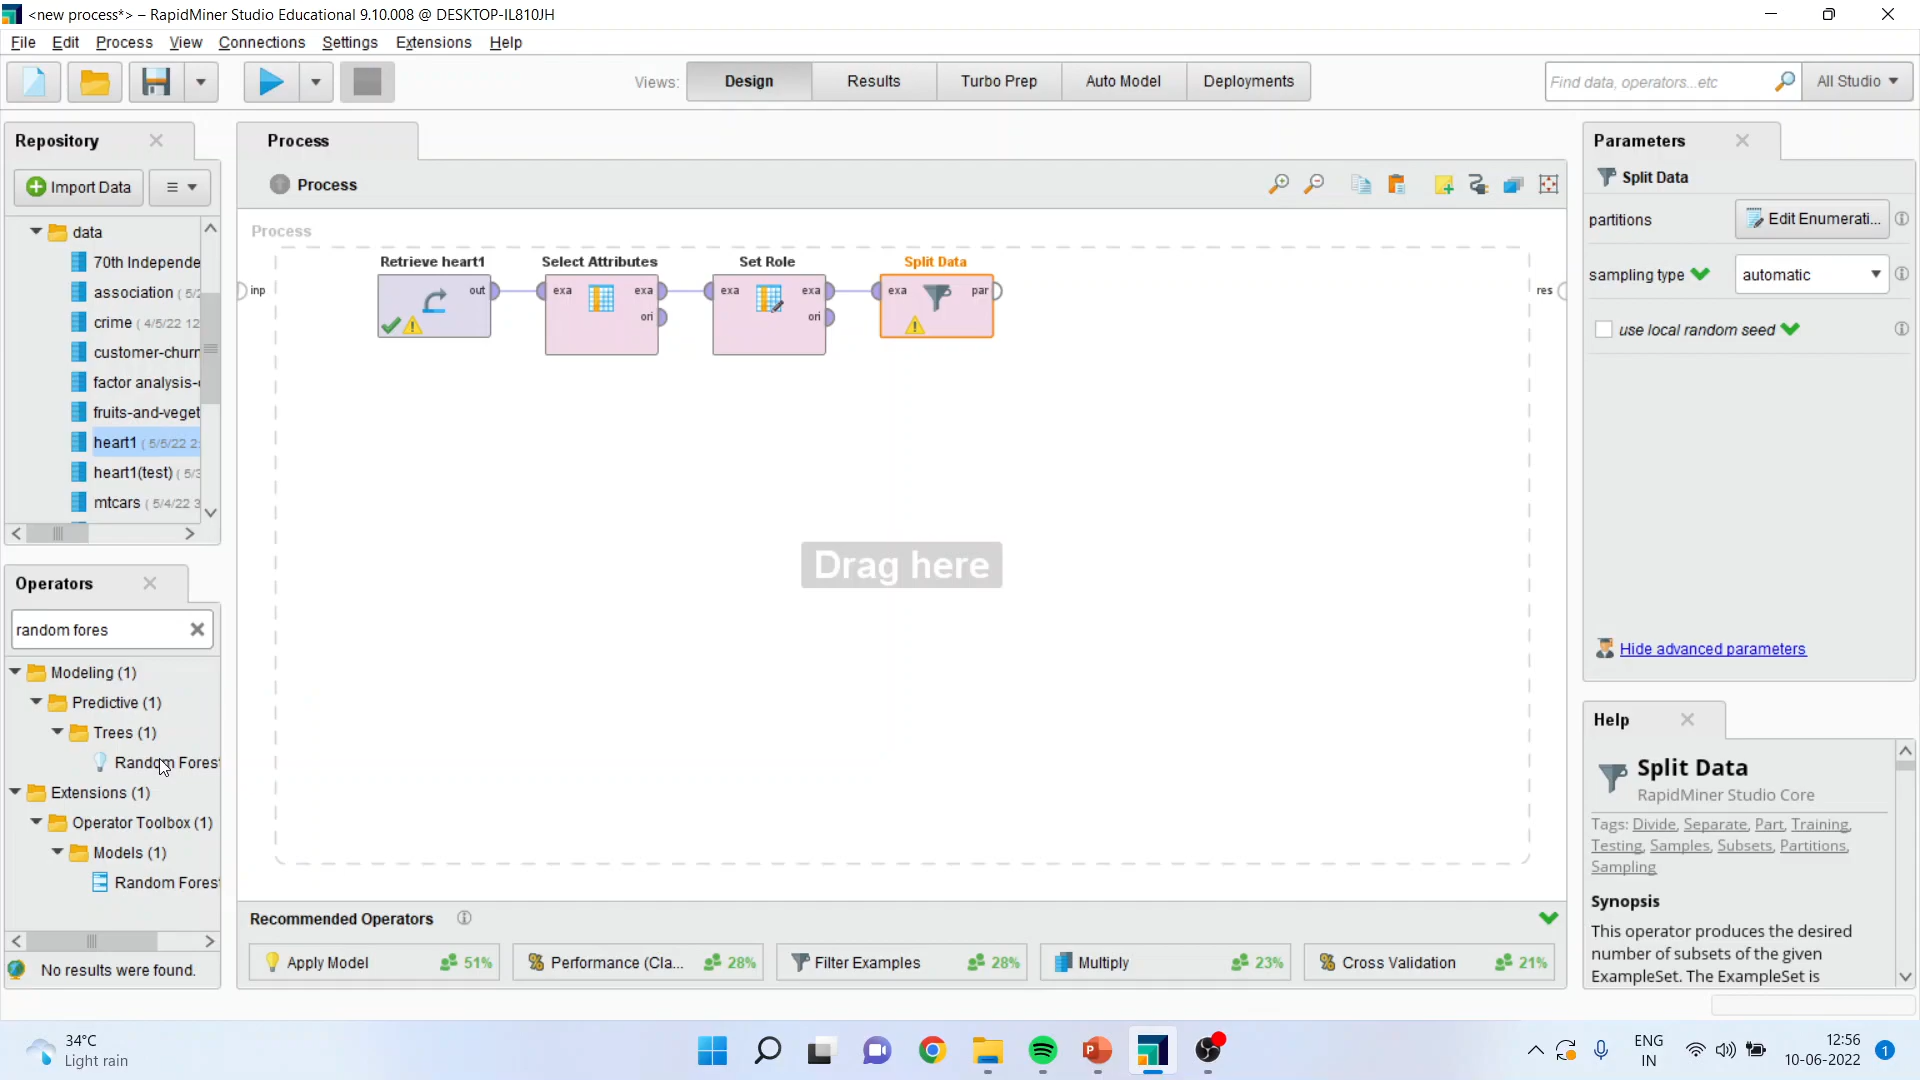 <new process*> – RapidMiner Studio Educational 9.10.008 @ DESKTOP-IL810JH
File Edit Process View Connections Settings Extensions Help
Views: Design Results Turbo Prep Auto Model Deployments
Find data, operators...etc All Studio
Repository
Import Data
data
70th Independe
association ( 5/2
crime ( 4/5/22 12
customer-churn
factor analysis-
fruits-and-veget
heart1 ( 5/5/22 2:
heart1(test) ( 5/3
mtcars ( 5/4/22 3
Operators
random fores
Modeling (1)
Predictive (1)
Trees (1)
Random Fores
Extensions (1)
Operator Toolbox (1)
Models (1)
Random Fores
No results were found.
Process
Process
Process
inp
Retrieve heart1
out
Select Attributes
exa exa
ori
Set Role
exa exa
ori
Split Data
exa par
res
Drag here
Recommended Operators
Apply Model 51%
Performance (Cla... 28%
Filter Examples 28%
Multiply 23%
Cross Validation 21%
Parameters
Split Data
partitions Edit Enumerati...
sampling type automatic
use local random seed
Hide advanced parameters
Help
Split Data
RapidMiner Studio Core
Tags: Divide, Separate, Part, Training,
Testing, Samples, Subsets, Partitions,
Sampling
Synopsis
This operator produces the desired
number of subsets of the given
ExampleSet. The ExampleSet is
34°C
Light rain
ENG
IN
12:56
10-06-2022
1